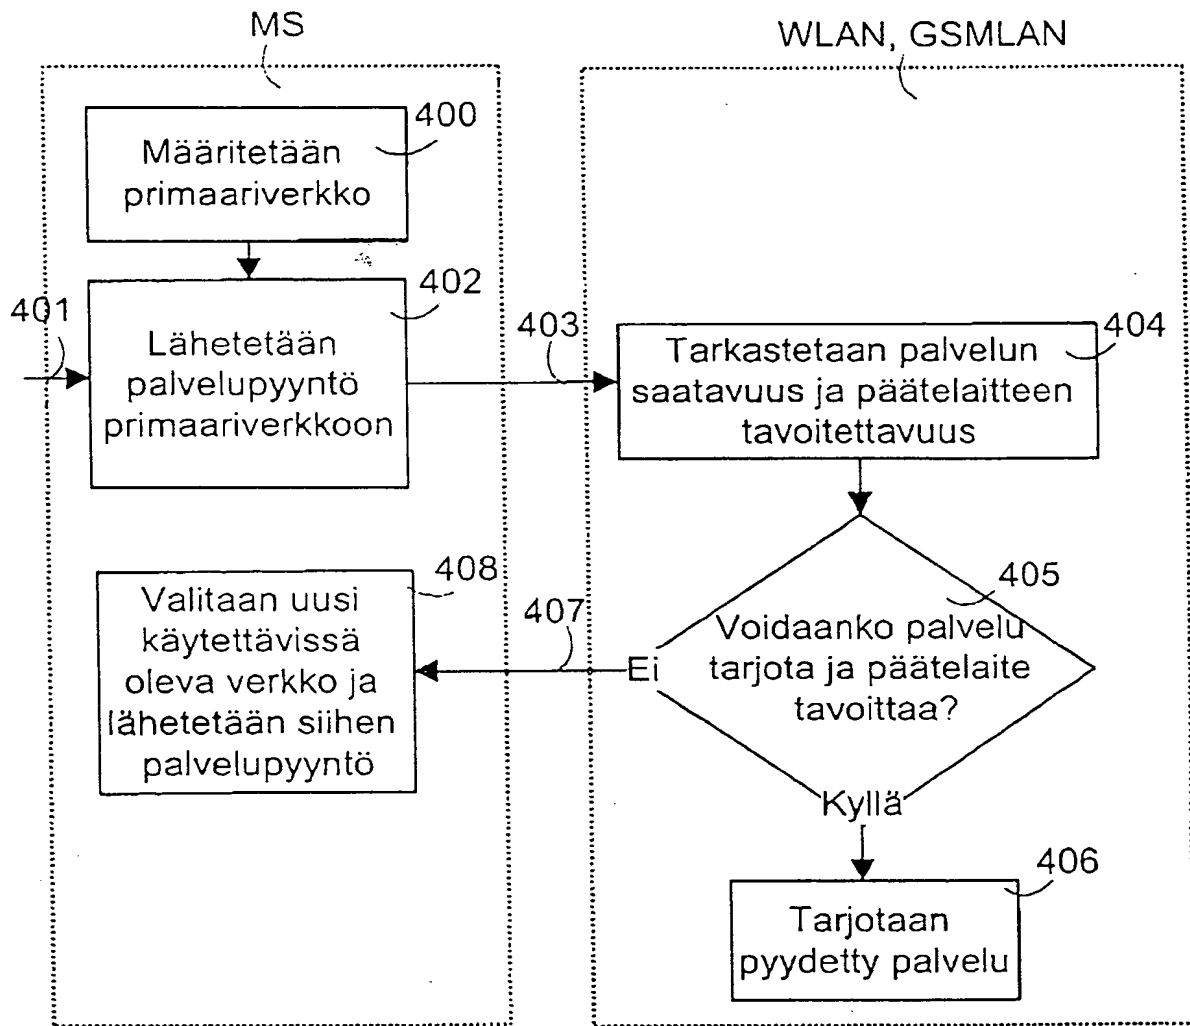 MS
WLAN, GSMLAN
400
Määritetään
primaariverkko
401
402
Lähetetään
palvelupyyntö
primaariverkkoon
403
404
Tarkastetaan palvelun
saatavuus ja päätelaitteen
tavoitettavuus
405
Voidaanko palvelu
tarjota ja päätelaite
tavoittaa?
Ei
407
408
Valitaan uusi
käytettävissä
oleva verkko ja
lähetetään siihen
palvelupyyntö
Kyllä
406
Tarjotaan
pyydetty palvelu